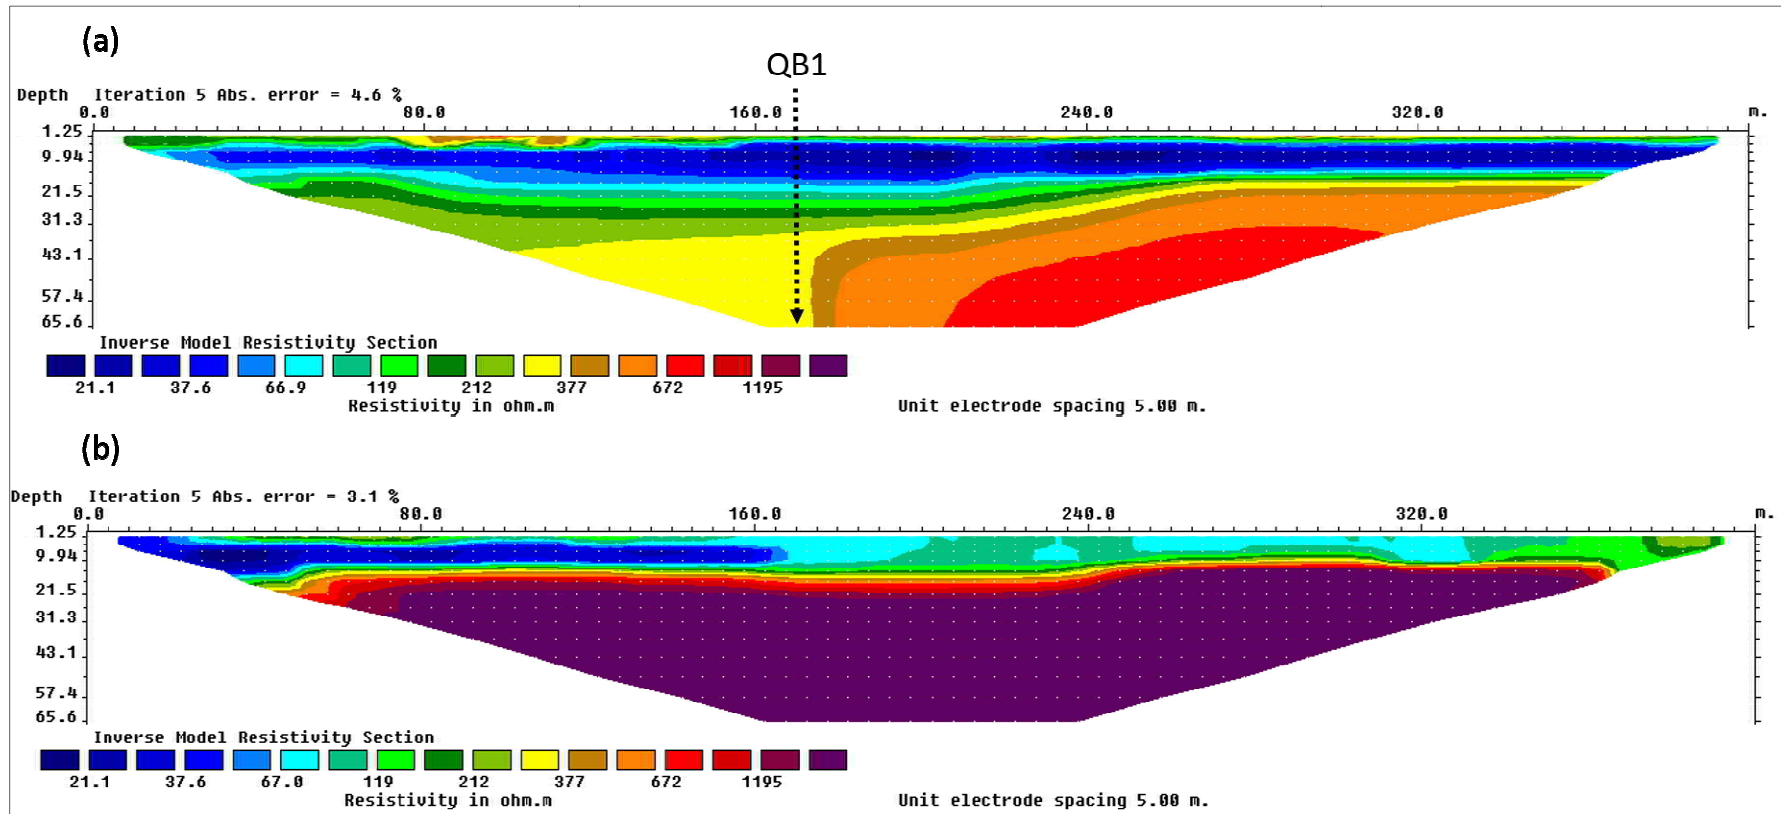 (a)
QB1
Depth Iteration 5 Abs. error = 4.6 %
0.0 80.0 160.0 240.0 320.0 m.
1.25
9.94
21.5
31.3
43.1
57.4
65.6
Inverse Model Resistivity Section
21.1 37.6 66.9 119 212 377 672 1195
Resistivity in ohm.m Unit electrode spacing 5.00 m.
(b)
Depth Iteration 5 Abs. error = 3.1 %
0.0 80.0 160.0 240.0 320.0 m.
1.25
9.94
21.5
31.3
43.1
57.4
65.6
Inverse Model Resistivity Section
21.1 37.6 67.0 119 212 377 672 1195
Resistivity in ohm.m Unit electrode spacing 5.00 m.